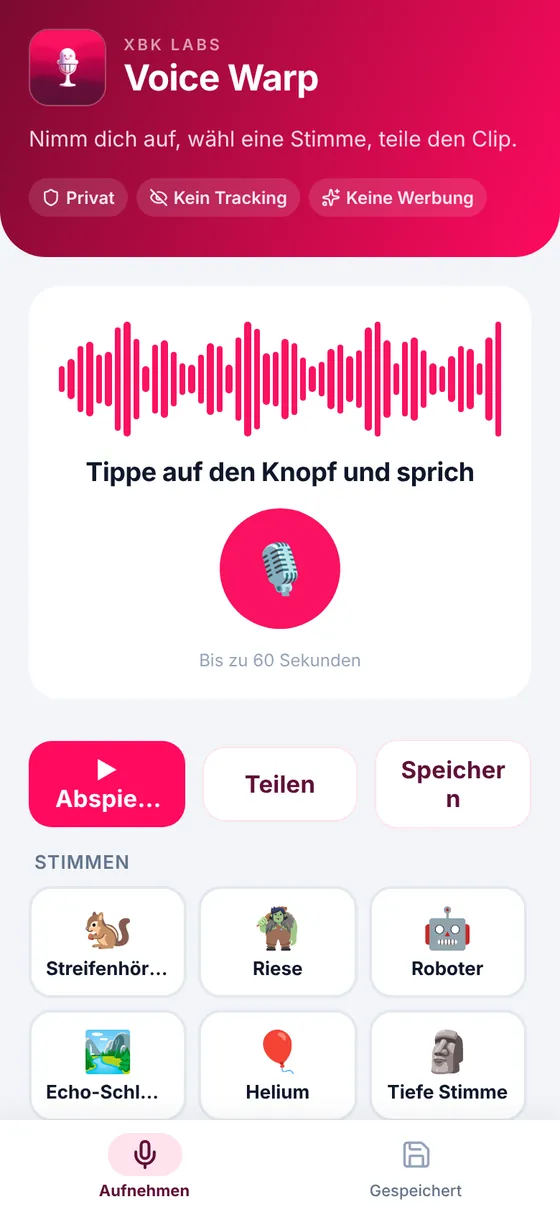 XBK LABS
Voice Warp
Nimm dich auf, wähl eine Stimme, teile den Clip.
Privat
Kein Tracking
Keine Werbung
Tippe auf den Knopf und sprich
Bis zu 60 Sekunden
▶
Abspie...
Teilen
Speicher
n
STIMMEN
Streifenhör...
Riese
Roboter
Echo-Schl...
Helium
Tiefe Stimme
Aufnehmen
Gespeichert